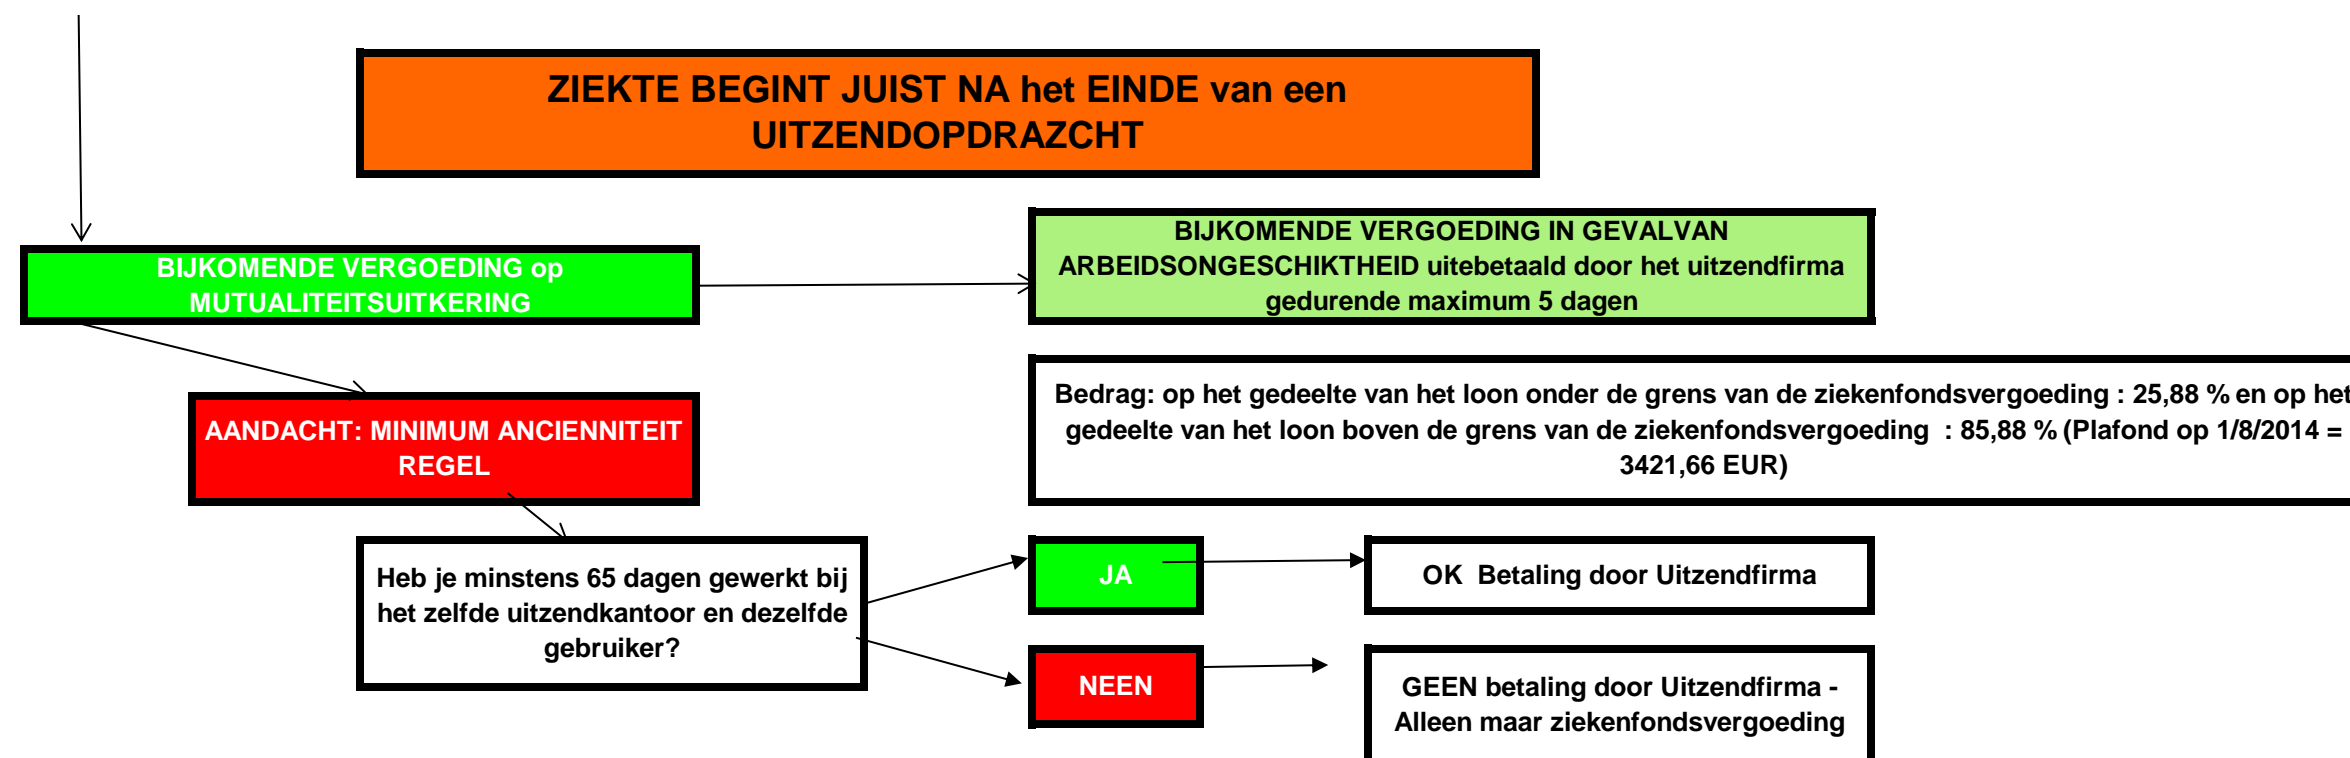 ZIEKTE BEGINT JUIST NA het EINDE van een
UITZENDOPDRAZCHT
BIJKOMENDE VERGOEDING op
MUTUALITEITSUITKERING
BIJKOMENDE VERGOEDING IN GEVALVAN
ARBEIDSONGESCHIKTHEID uitebetaald door het uitzendfirma
gedurende maximum 5 dagen
Bedrag: op het gedeelte van het loon onder de grens van de ziekenfondsvergoeding : 25,88 % en op het
gedeelte van het loon boven de grens van de ziekenfondsvergoeding : 85,88 % (Plafond op 1/8/2014 =
3421,66 EUR)
AANDACHT: MINIMUM ANCIENNITEIT
REGEL
Heb je minstens 65 dagen gewerkt bij
het zelfde uitzendkantoor en dezelfde
gebruiker?
JA
OK Betaling door Uitzendfirma
NEEN
GEEN betaling door Uitzendfirma -
Alleen maar ziekenfondsvergoeding